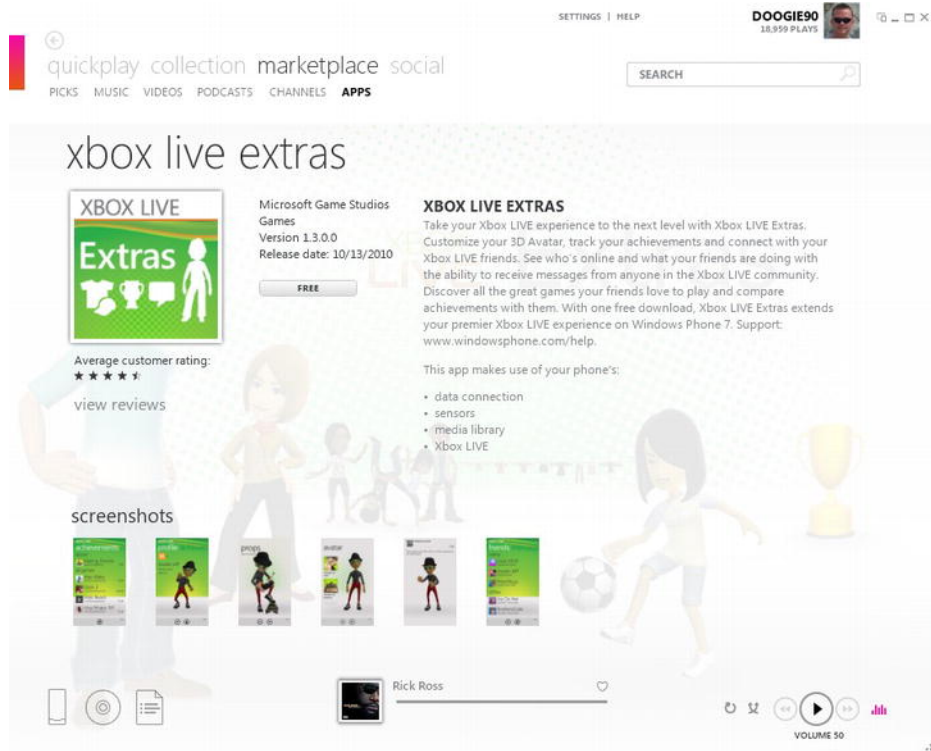 SETTINGS | HELP
DOOGIE90
18,959 PLAYS
quickplay collection marketplace social
PICKS MUSIC VIDEOS PODCASTS CHANNELS APPS
SEARCH
xbox live extras
XBOX LIVE
Extras
Microsoft Game Studios
Games
Version 1.3.0.0
Release date: 10/13/2010
FREE
Average customer rating:
view reviews
XBOX LIVE EXTRAS
Take your Xbox LIVE experience to the next level with Xbox LIVE Extras.
Customize your 3D Avatar, track your achievements and connect with your
Xbox LIVE friends. See who's online and what your friends are doing with
the ability to receive messages from anyone in the Xbox LIVE community.
Discover all the great games your friends love to play and compare
achievements with them. With one free download, Xbox LIVE Extras extends
your premier Xbox LIVE experience on Windows Phone 7. Support:
www.windowsphone.com/help.
This app makes use of your phone's:
• data connection
• sensors
• media library
• Xbox LIVE
screenshots
achievements
profile
props
avatar
friends
Rick Ross
VOLUME 50